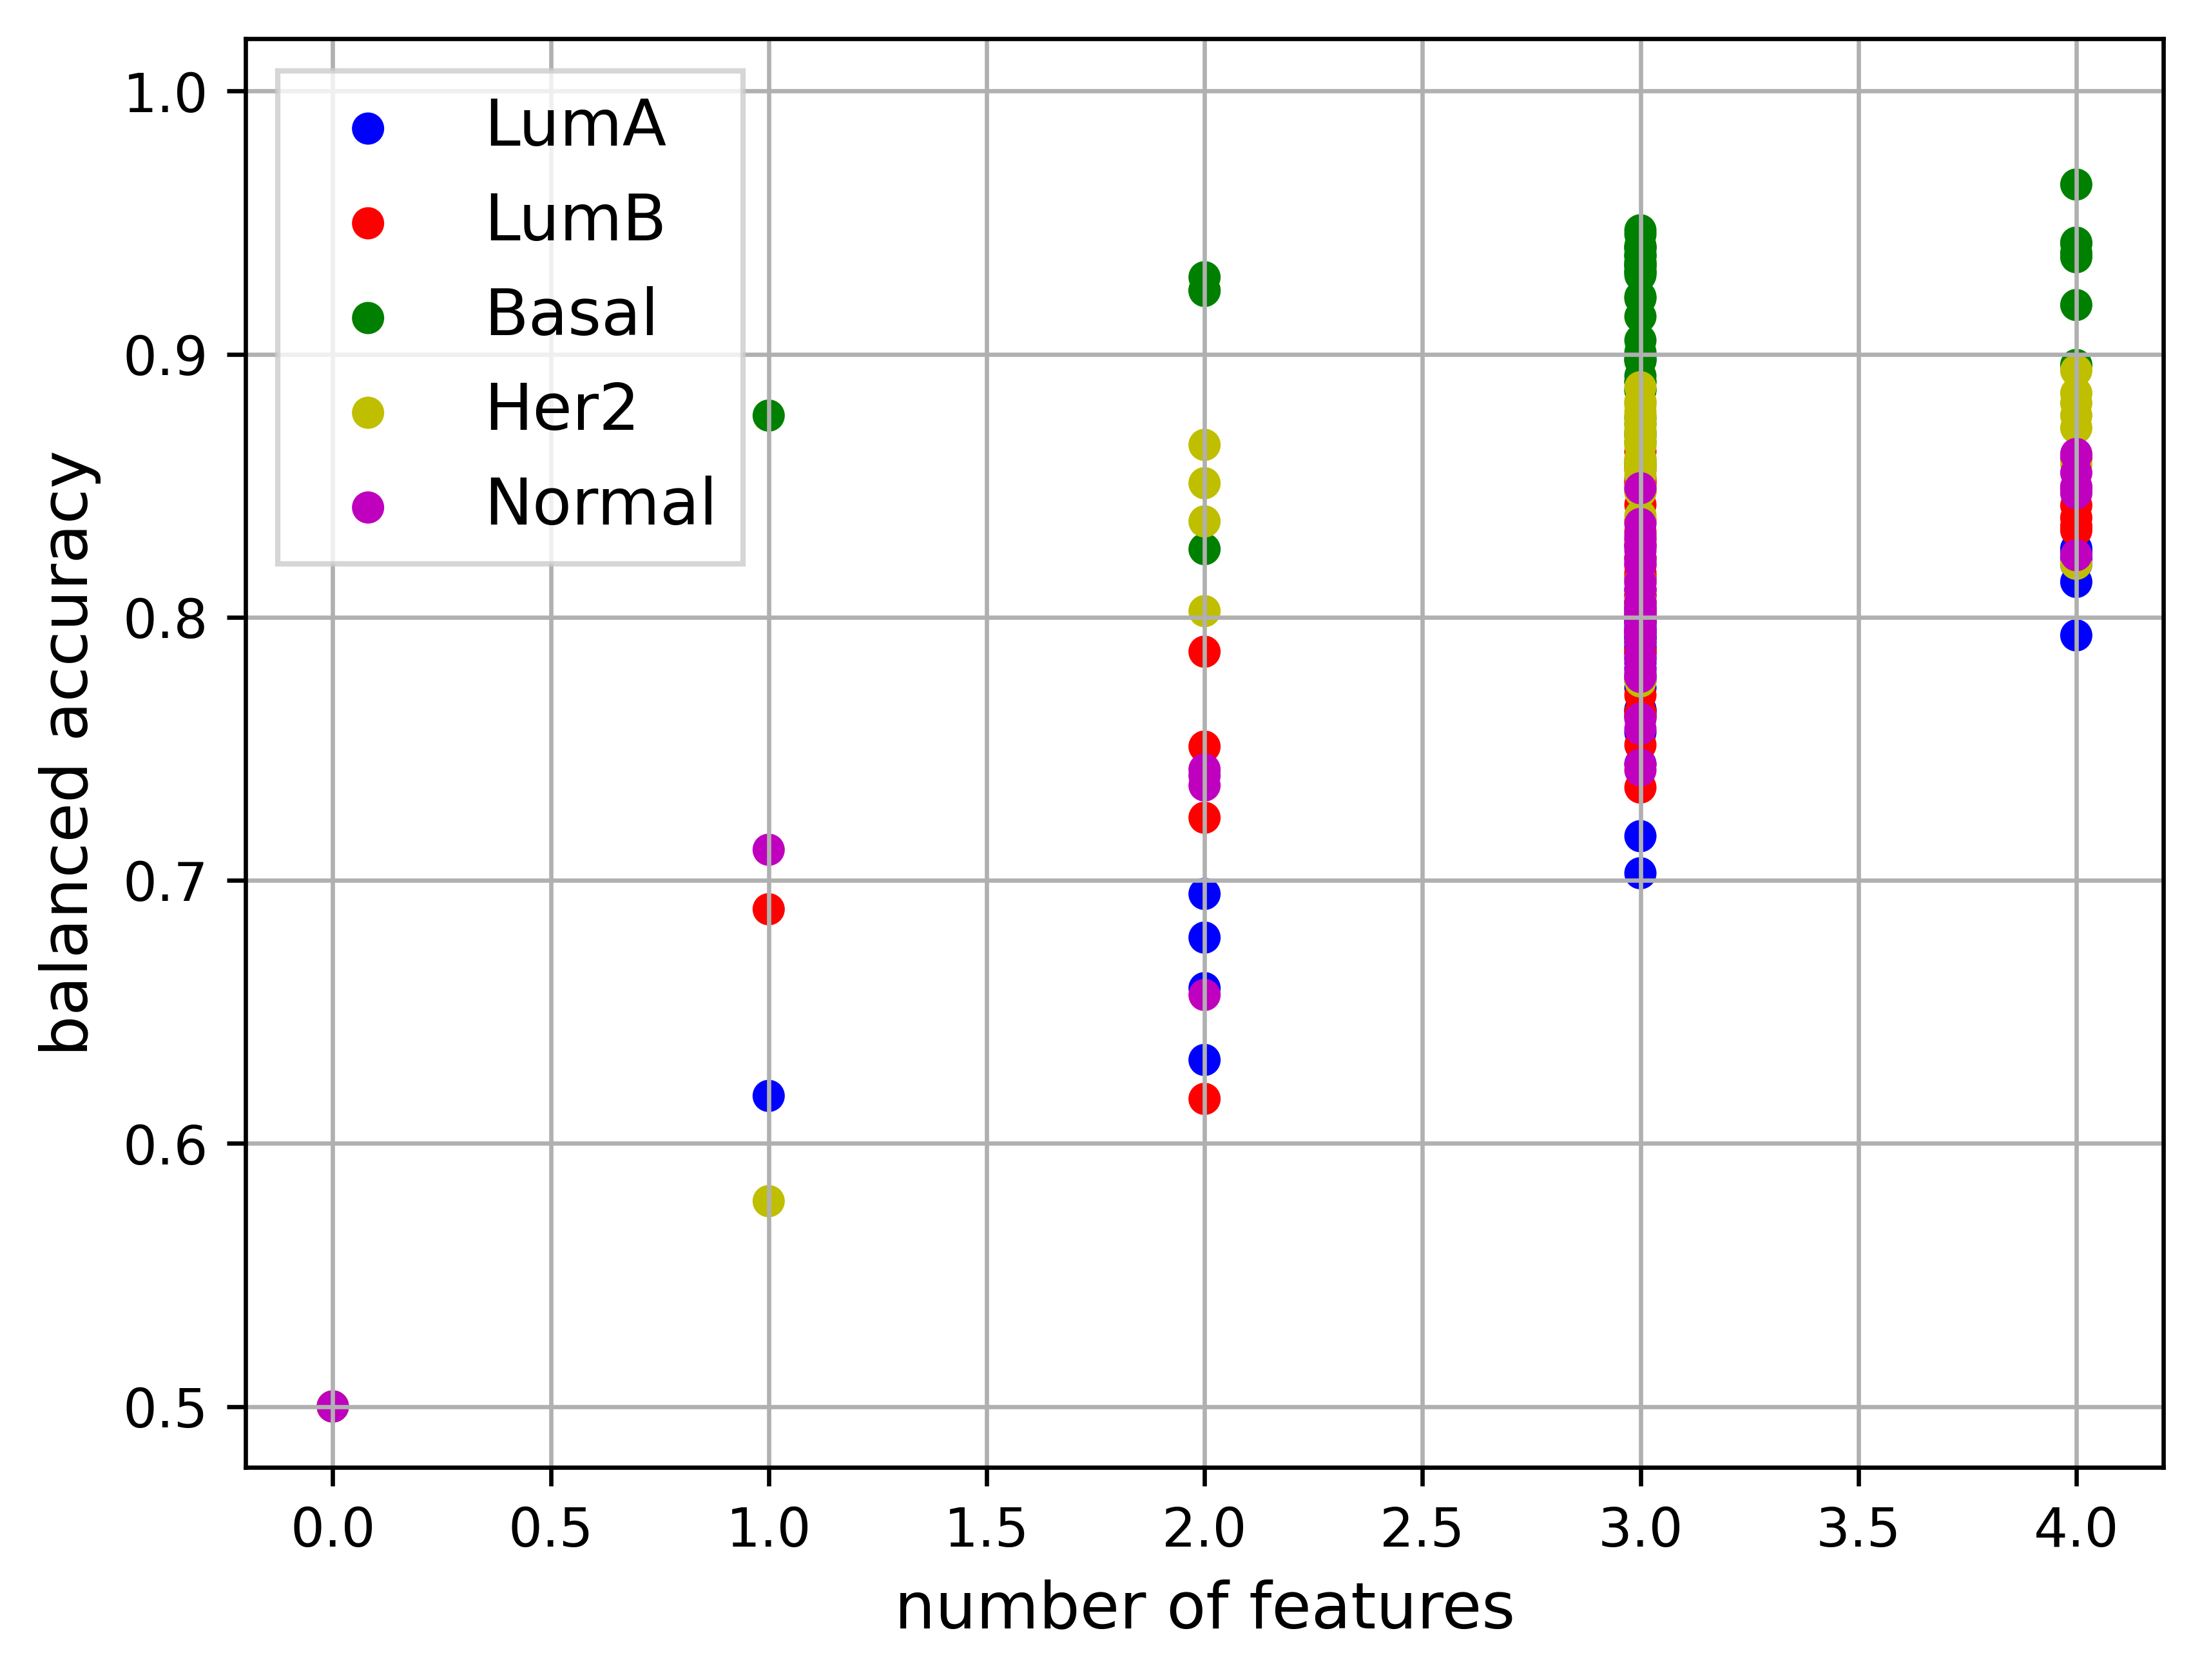 1.0
0.9
0.8
0.7
0.6
0.5
balanced accuracy
LumA
LumB
Basal
Her2
Normal
0.0 0.5 1.0 1.5 2.0 2.5 3.0 3.5 4.0
number of features